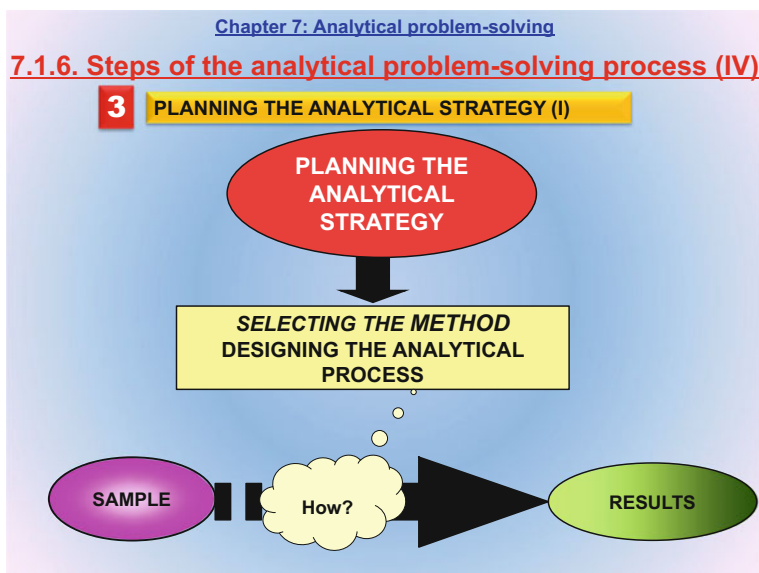 Chapter 7: Analytical problem-solving
7.1.6. Steps of the analytical problem-solving process (IV)
3 PLANNING THE ANALYTICAL STRATEGY (I)
PLANNING THE
ANALYTICAL
STRATEGY
SELECTING THE METHOD
DESIGNING THE ANALYTICAL
PROCESS
SAMPLE How? RESULTS